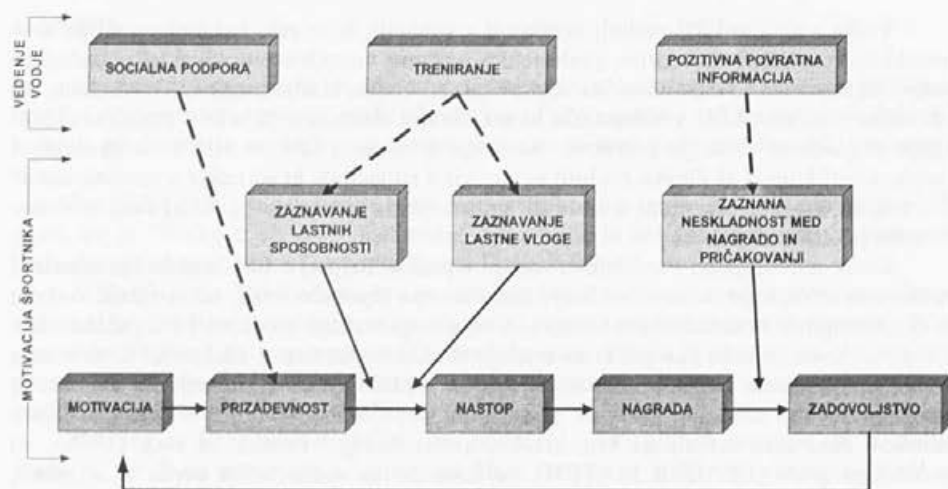 VEDENJE
VODJE
SOCIALNA PODPORA
TRENIRANJE
POZITIVNA POVRATNA
INFORMACIJA
MOTIVACIJA ŠPORTNIKA
ZAZNAVANJE
LASTNIH
SPOSOBNOSTI
ZAZNAVANJE
LASTNE VLOGE
ZAZNANA
NESKLADNOST MED
NAGRADO IN
PRIČAKOVANJI
MOTIVACIJA
PRIZADEVNOST
NASTOP
NAGRADA
ZADOVOLJSTVO